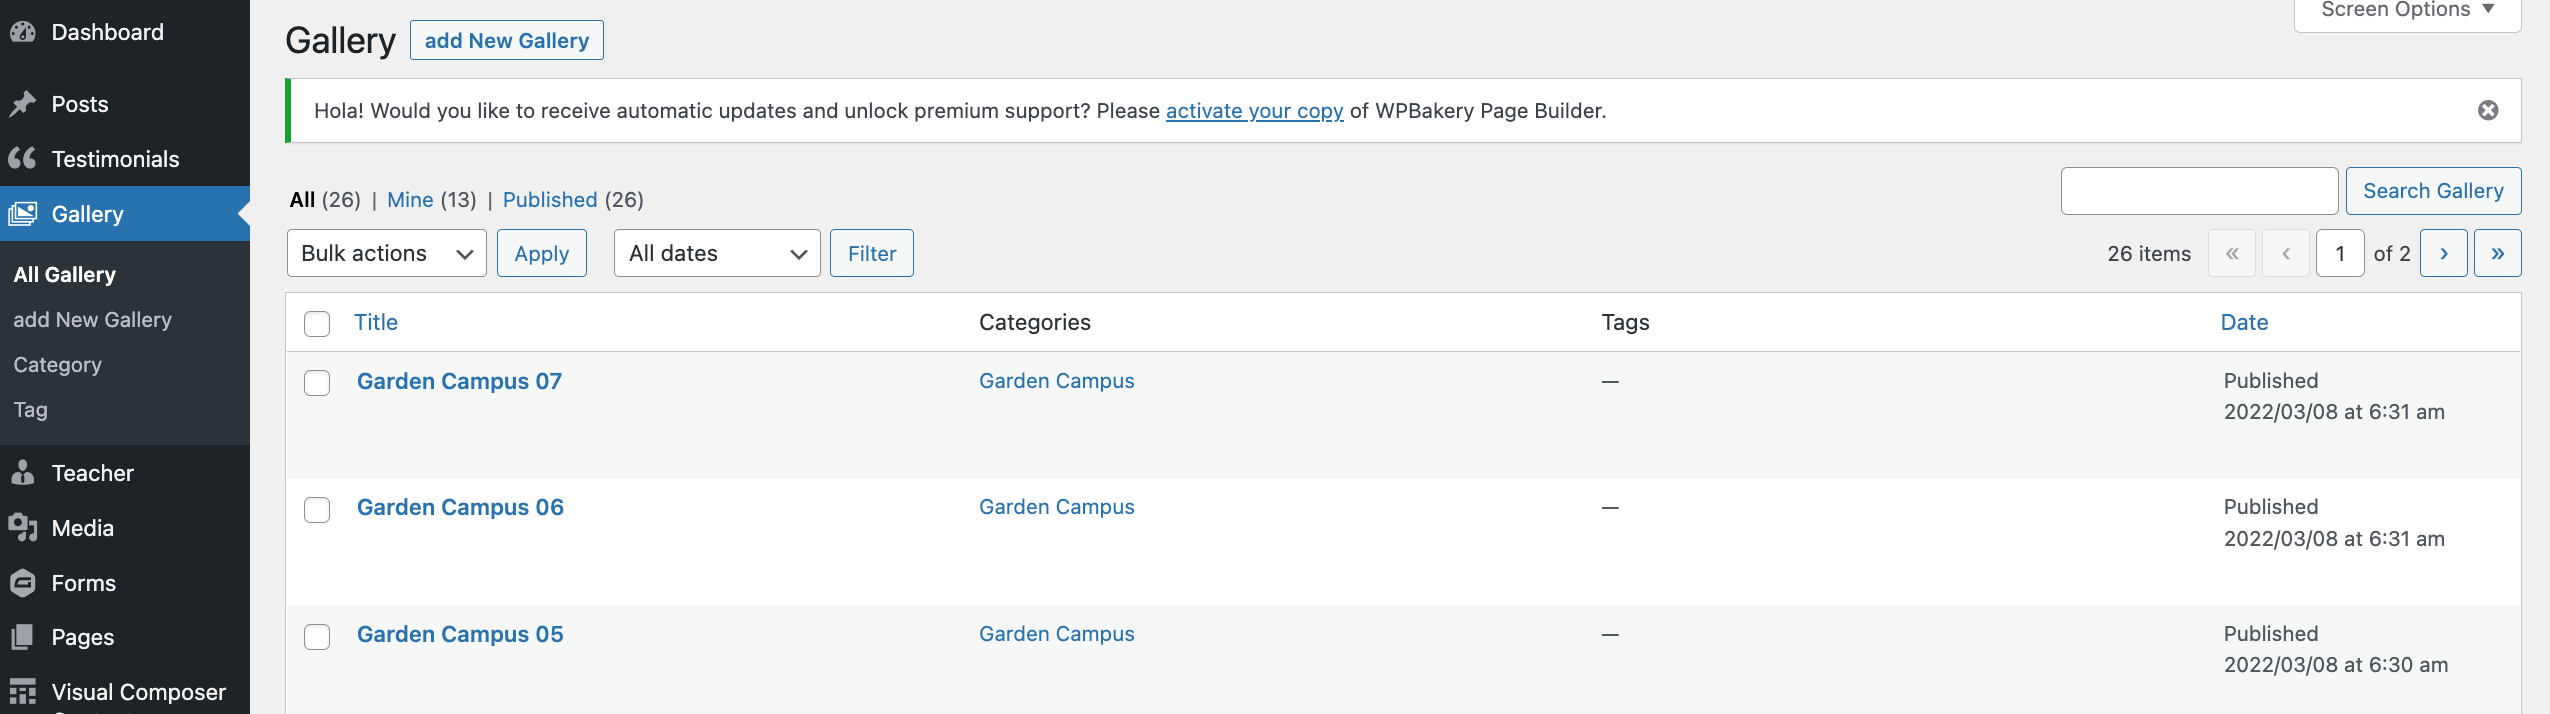 Dashboard
Posts
Testimonials
Gallery
All Gallery
add New Gallery
Category
Tag
Teacher
Media
Forms
Pages
Visual Composer
Gallery
add New Gallery
Screen Options
Hola! Would you like to receive automatic updates and unlock premium support? Please activate your copy of WPBakery Page Builder.
All (26) | Mine (13) | Published (26)
Search Gallery
Bulk actions
Apply
All dates
Filter
26 items « ‹ 1 of 2 › »
Title Categories Tags Date
Garden Campus 07 Garden Campus — Published
2022/03/08 at 6:31 am
Garden Campus 06 Garden Campus — Published
2022/03/08 at 6:31 am
Garden Campus 05 Garden Campus — Published
2022/03/08 at 6:30 am